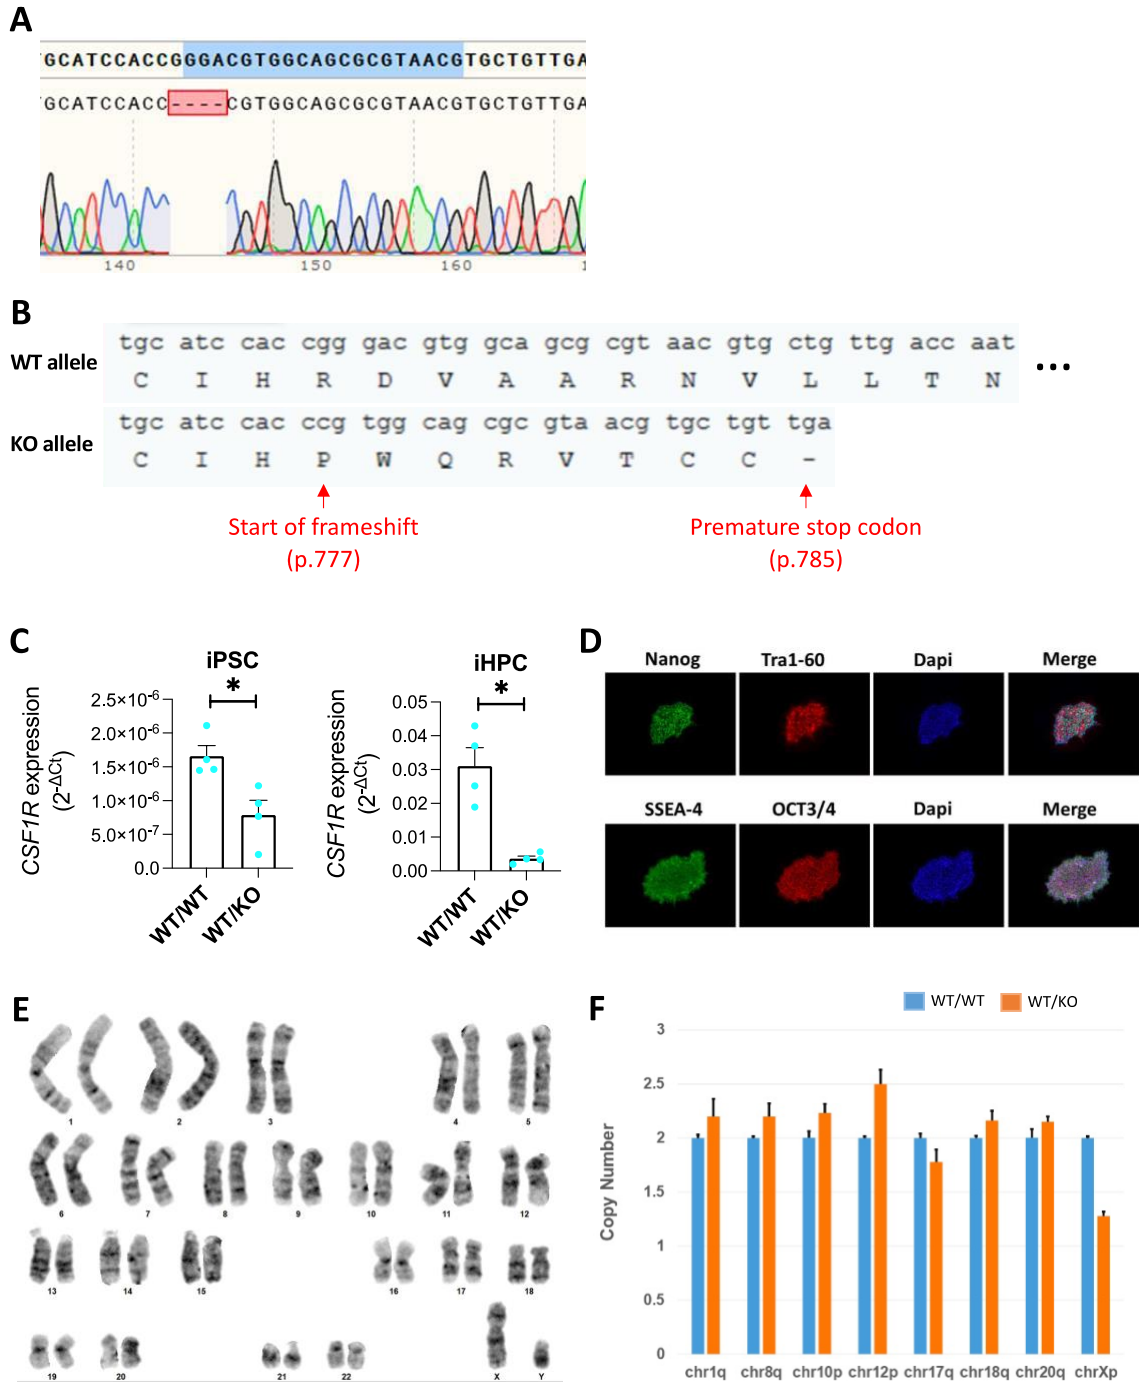 A
TGCATCCACCGGGACGTGGCAGCGCGTAACGTGCTGTTGA
TGCATCCACC----CGTGGCAGCGCGTAACGTGCTGTTGA
140 150 160
B
WT allele
tgc atc cac cgg gac gtg gca gcg cgt aac gtg ctg ttg acc aat
C I H R D V A A R N V L L T N
...
KO allele
tgc atc cac ccg tgg cag cgc gta acg tgc tgt tga
C I H P W Q R V T C C -
Start of frameshift
(p.777)
Premature stop codon
(p.785)
C
iPSC
*
CSF1R expression
(2-ΔCt)
2.5×10-6
2.0×10-6
1.5×10-6
1.0×10-6
5.0×10-7
0.0
WT/WT
WT/KO
iHPC
*
CSF1R expression
(2-ΔCt)
0.05
0.04
0.03
0.02
0.01
0.00
WT/WT
WT/KO
D
Nanog Tra1-60 Dapi Merge
SSEA-4 OCT3/4 Dapi Merge
E
1 2 3 4 5
6 7 8 9 10 11 12
13 14 15 16 17 18
19 20 21 22 X Y
F
WT/WT WT/KO
Copy Number
3
2.5
2
1.5
1
0.5
0
chr1q chr8q chr10p chr12p chr17q chr18q chr20q chrXp